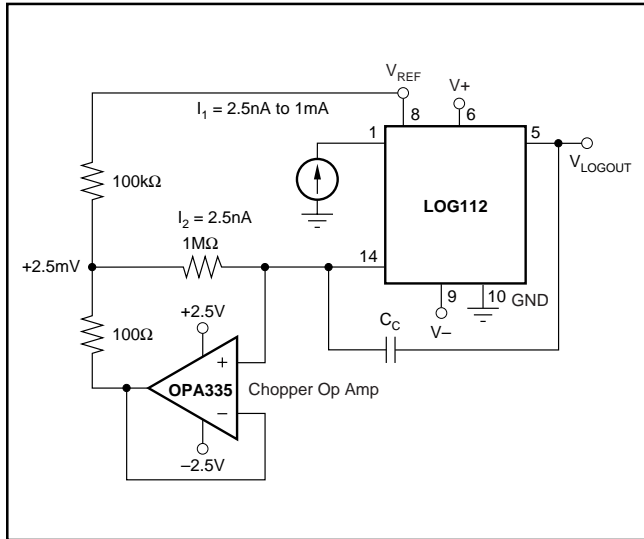 V_REF
V+
I_1 = 2.5nA to 1mA
8
6
1
5
V_LOGOUT
100kΩ
LOG112
I_2 = 2.5nA
1MΩ
+2.5mV
14
9
10
GND
V–
C_C
100Ω
+2.5V
+
OPA335
Chopper Op Amp
–
–2.5V